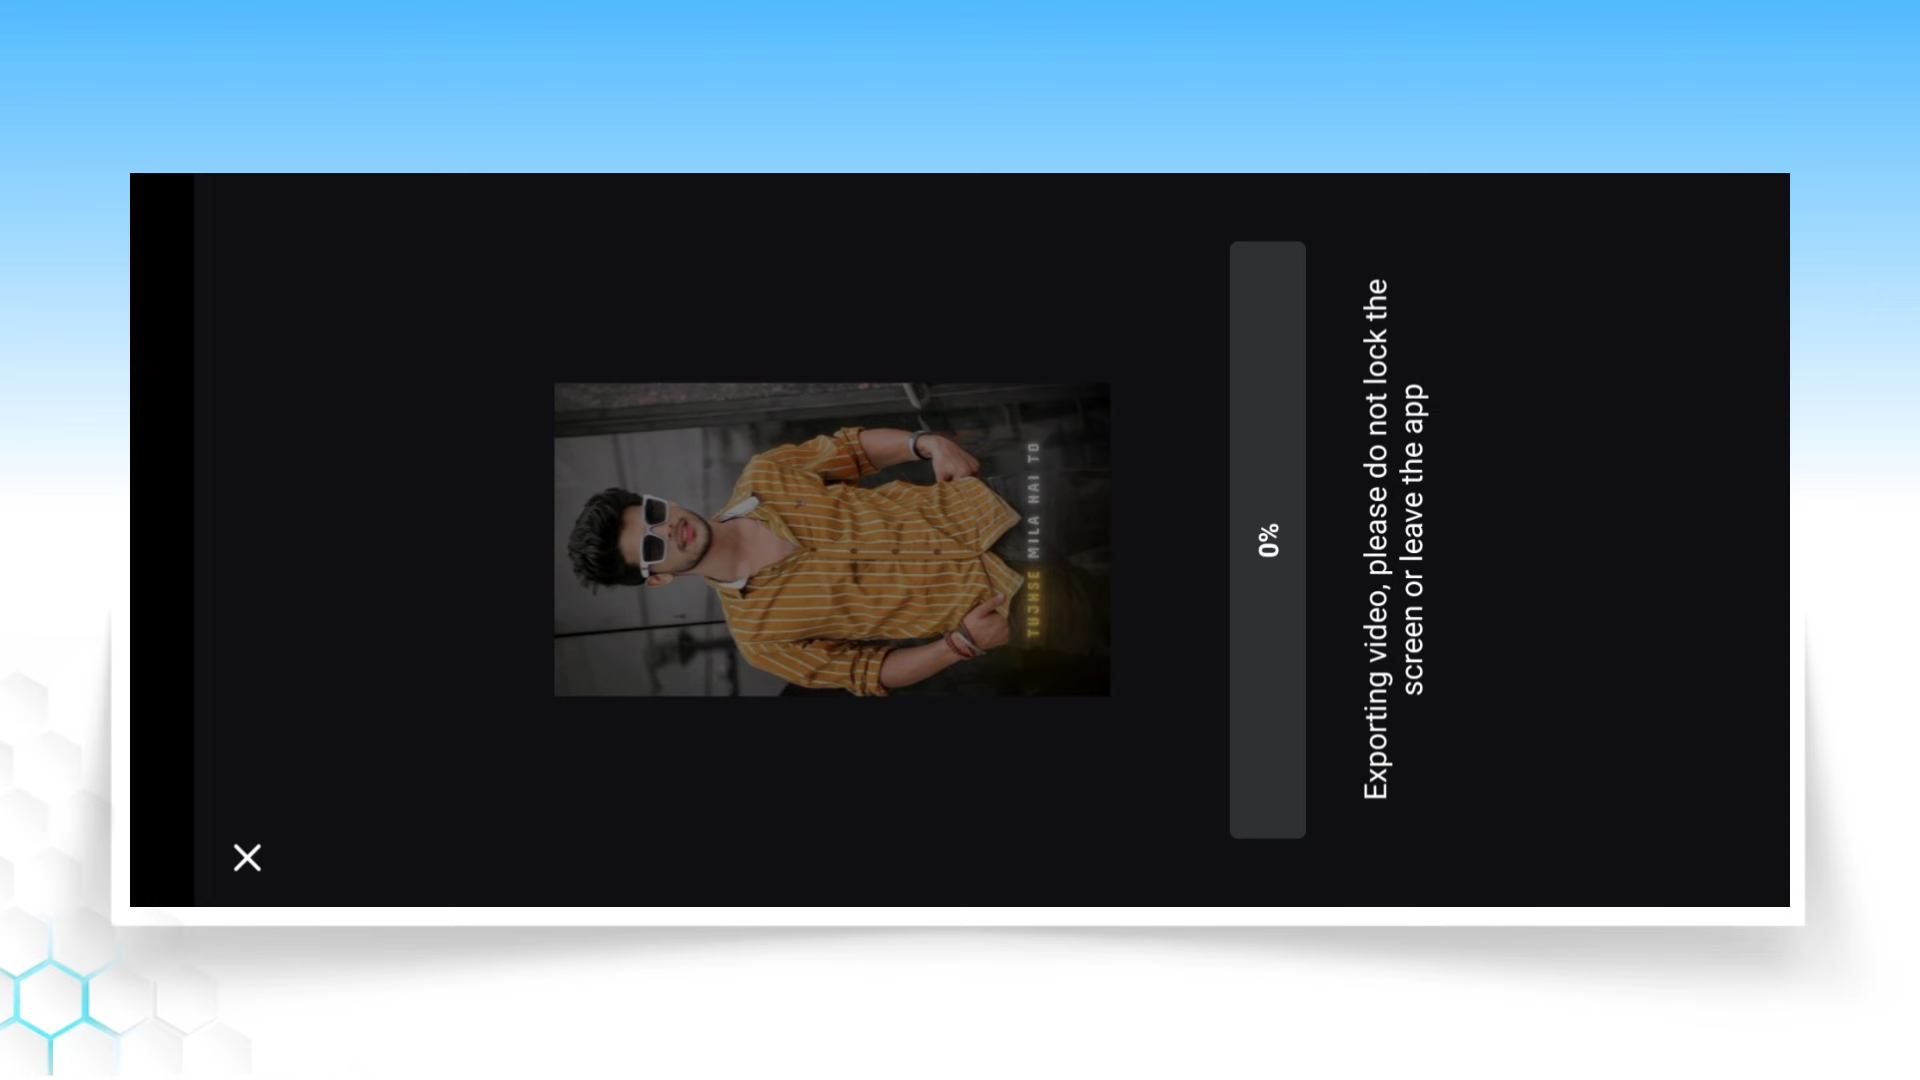 TUJHSE MILA HAI TO
0%
Exporting video, please do not lock the
screen or leave the app